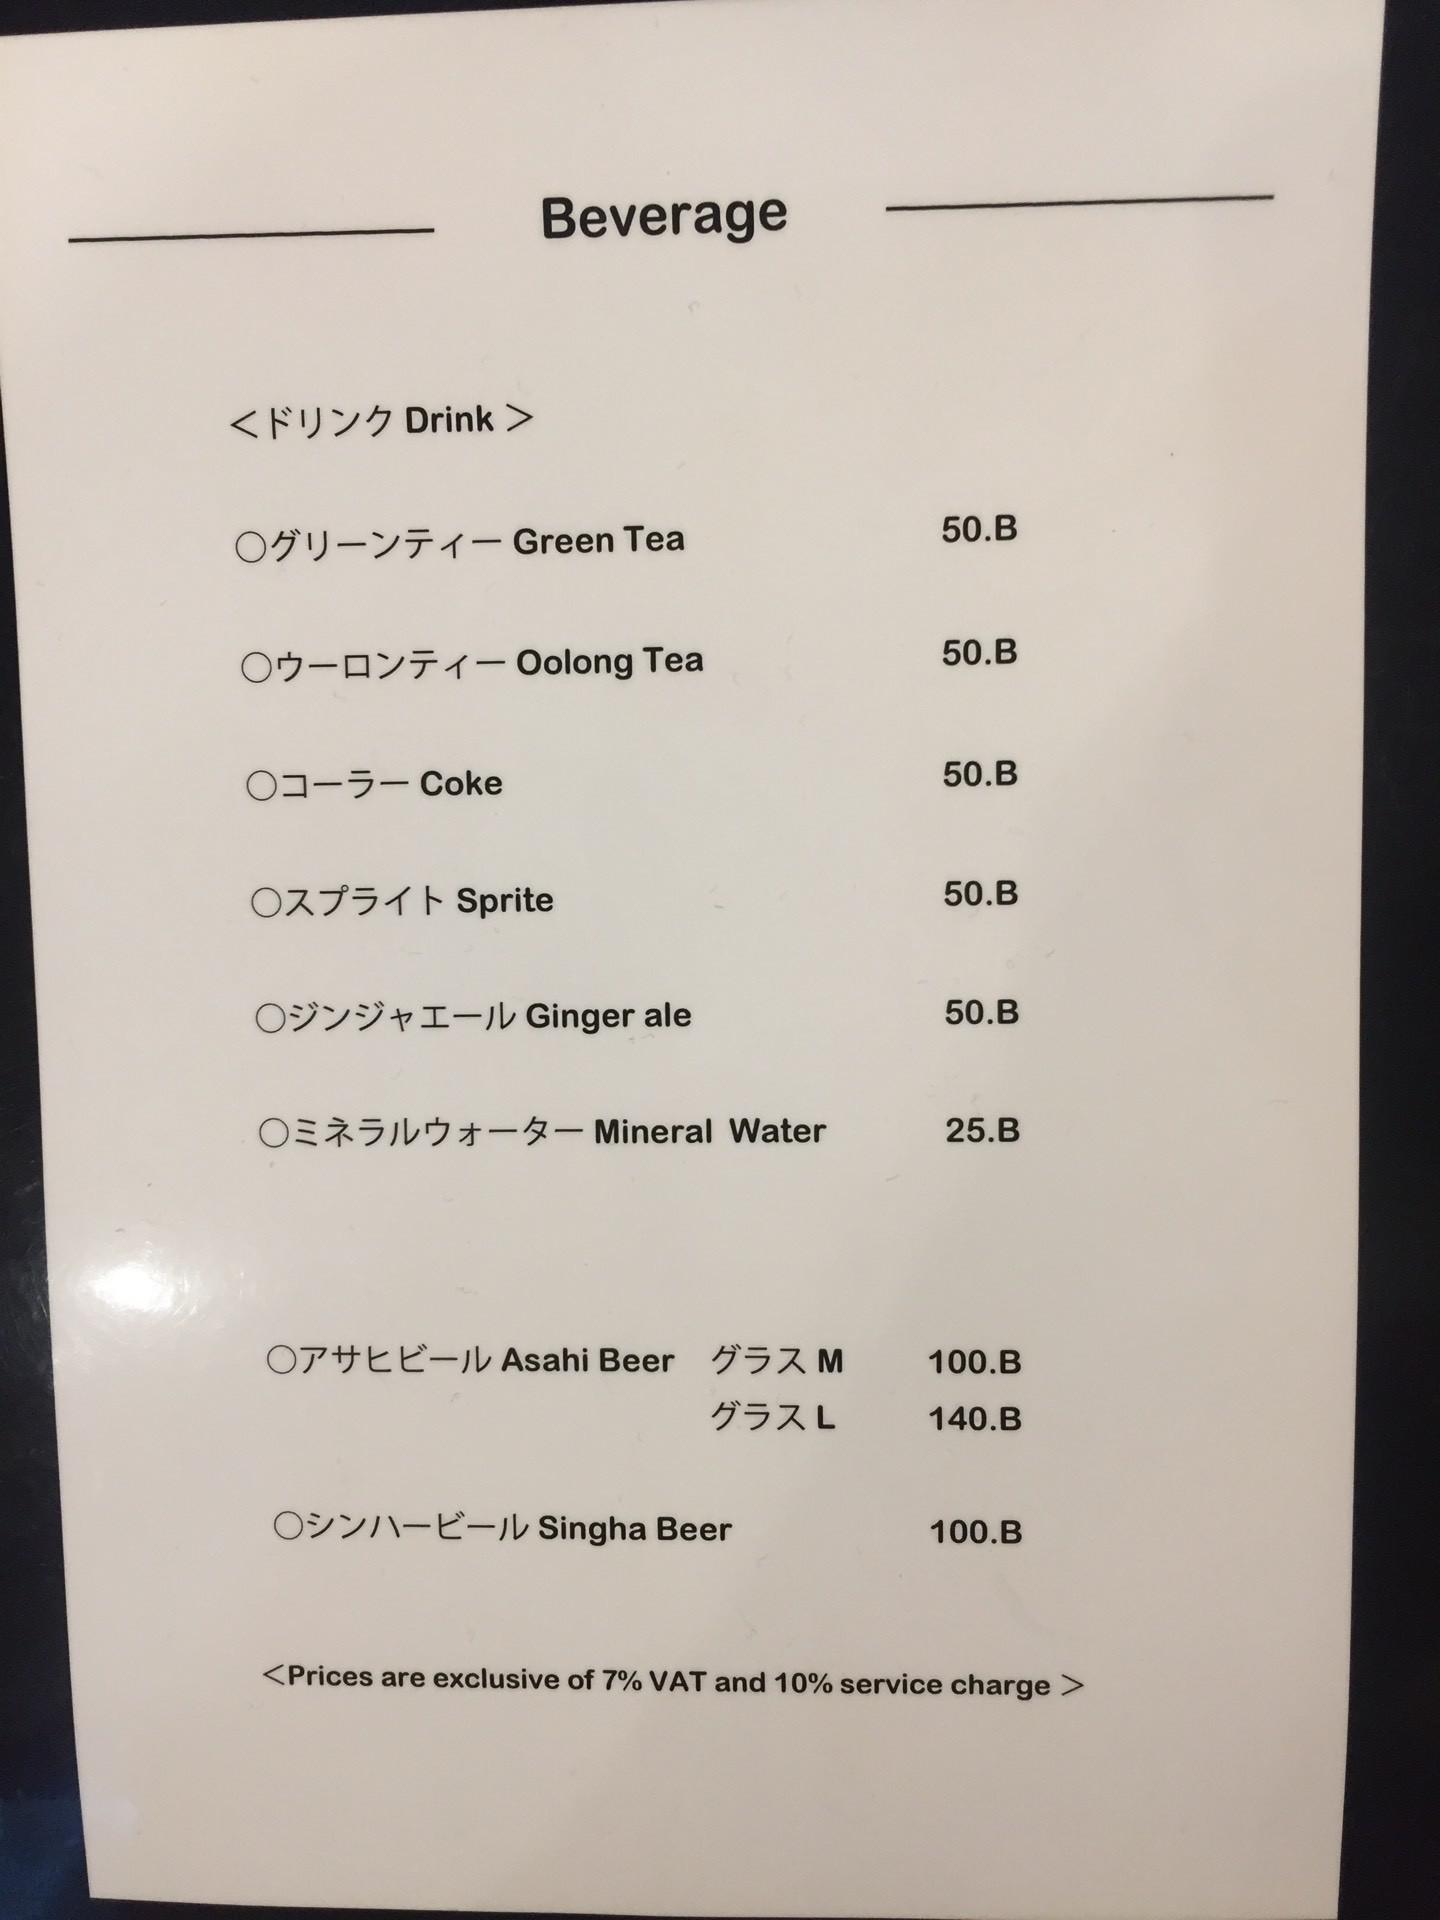 Beverage
＜ドリンク Drink ＞
○グリーンティー Green Tea 50.B
○ウーロンティー Oolong Tea 50.B
○コーラー Coke 50.B
○スプライト Sprite 50.B
○ジンジャエール Ginger ale 50.B
○ミネラルウォーター Mineral Water 25.B
○アサヒビール Asahi Beer グラス M 100.B
グラス L 140.B
○シンハービール Singha Beer 100.B
＜Prices are exclusive of 7% VAT and 10% service charge ＞